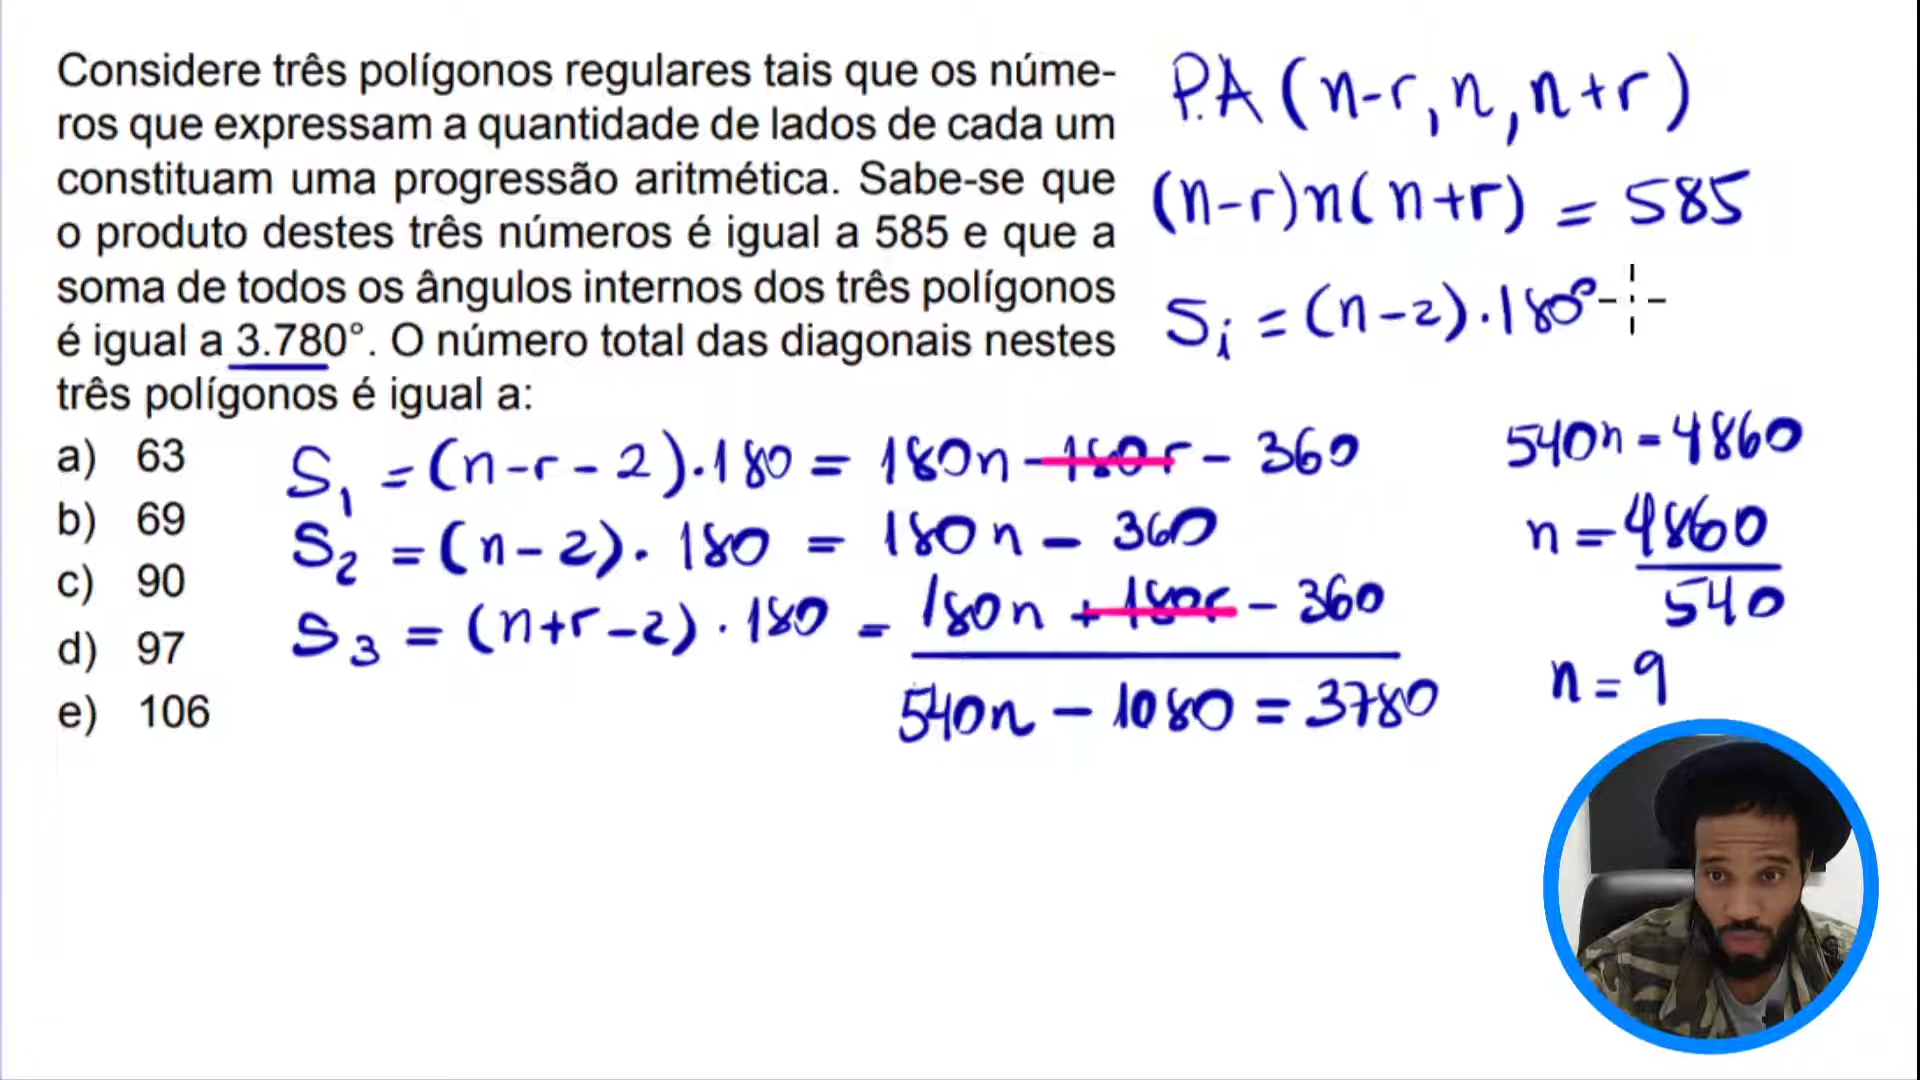 Considere três polígonos regulares tais que os núme-
ros que expressam a quantidade de lados de cada um
constituam uma progressão aritmética. Sabe-se que
o produto destes três números é igual a 585 e que a
soma de todos os ângulos internos dos três polígonos
é igual a 3.780°. O número total das diagonais nestes
três polígonos é igual a:
a) 63
b) 69
c) 90
d) 97
e) 106
P.A (n-r, n, n+r)
(n-r)n(n+r) = 585
Si = (n-2).180°
S1 = (n-r-2).180 = 180n - 180r - 360
S2 = (n-2). 180 = 180n - 360
S3 = (n+r-2).180 = 180n + 180r - 360
540n - 1080 = 3780
540n = 4860
n = 4860
540
n = 9